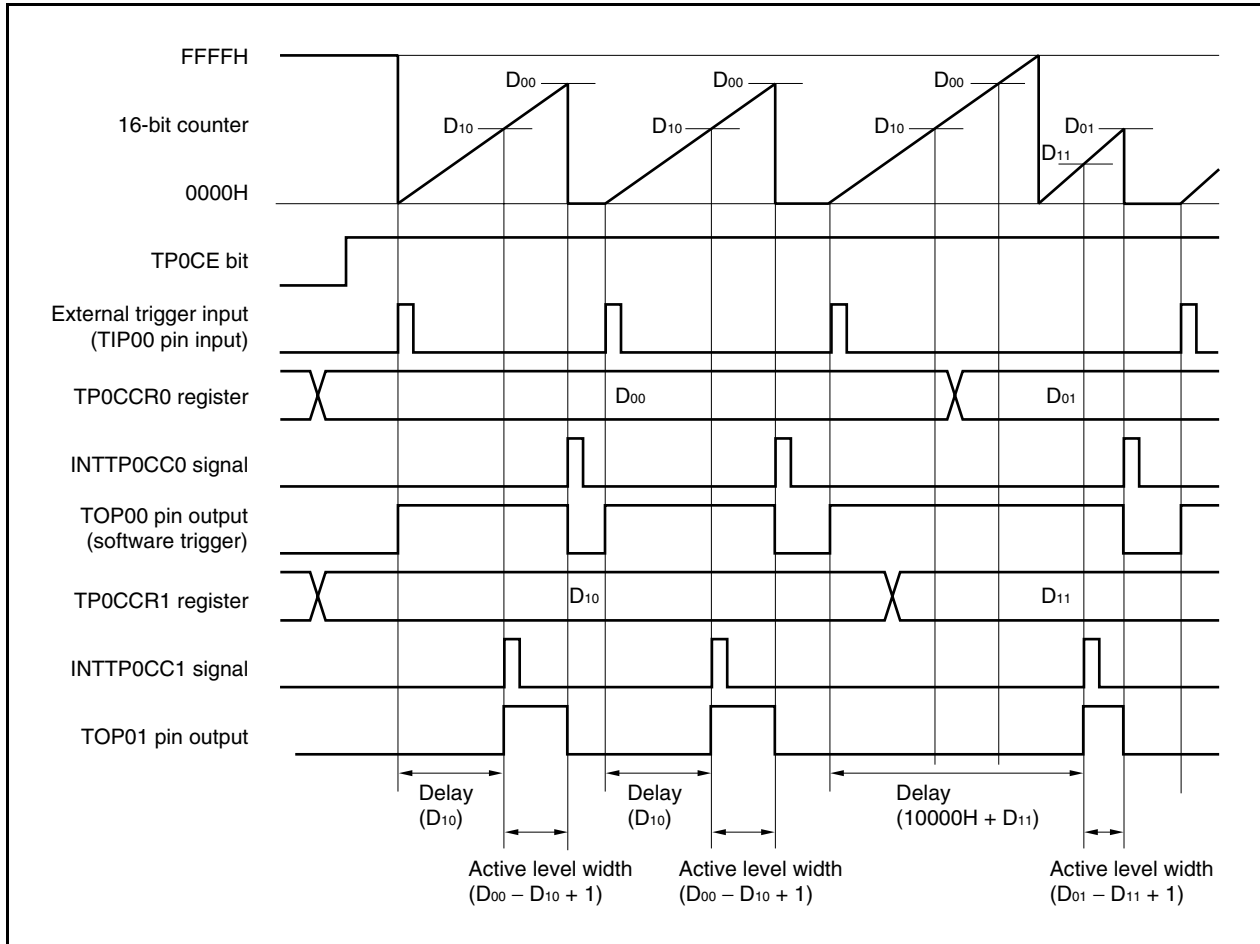 FFFFH
D00
D00
D00
16-bit counter
D10
D10
D10
D01
D11
0000H
TP0CE bit
External trigger input
(TIP00 pin input)
TP0CCR0 register
D00
D01
INTTP0CC0 signal
TOP00 pin output
(software trigger)
TP0CCR1 register
D10
D11
INTTP0CC1 signal
TOP01 pin output
Delay
(D10)
Delay
(D10)
Delay
(10000H + D11)
Active level width
(D00 − D10 + 1)
Active level width
(D00 − D10 + 1)
Active level width
(D01 − D11 + 1)